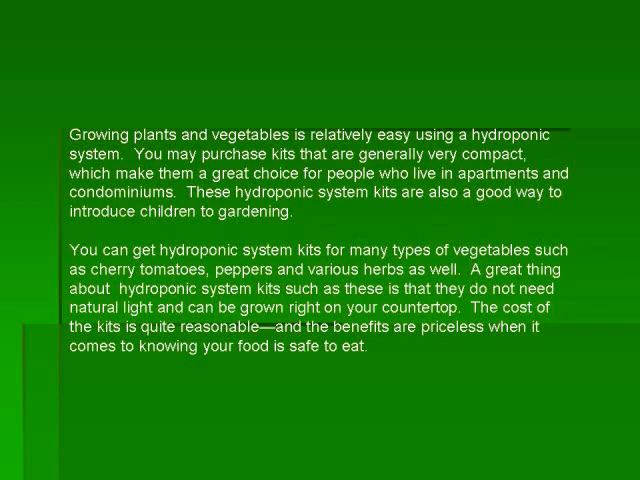 Growing plants and vegetables is relatively easy using a hydroponic
system.  You may purchase kits that are generally very compact,
which make them a great choice for people who live in apartments and
condominiums.  These hydroponic system kits are also a good way to
introduce children to gardening.

You can get hydroponic system kits for many types of vegetables such
as cherry tomatoes, peppers and various herbs as well.  A great thing
about  hydroponic system kits such as these is that they do not need
natural light and can be grown right on your countertop.  The cost of
the kits is quite reasonable—and the benefits are priceless when it
comes to knowing your food is safe to eat.